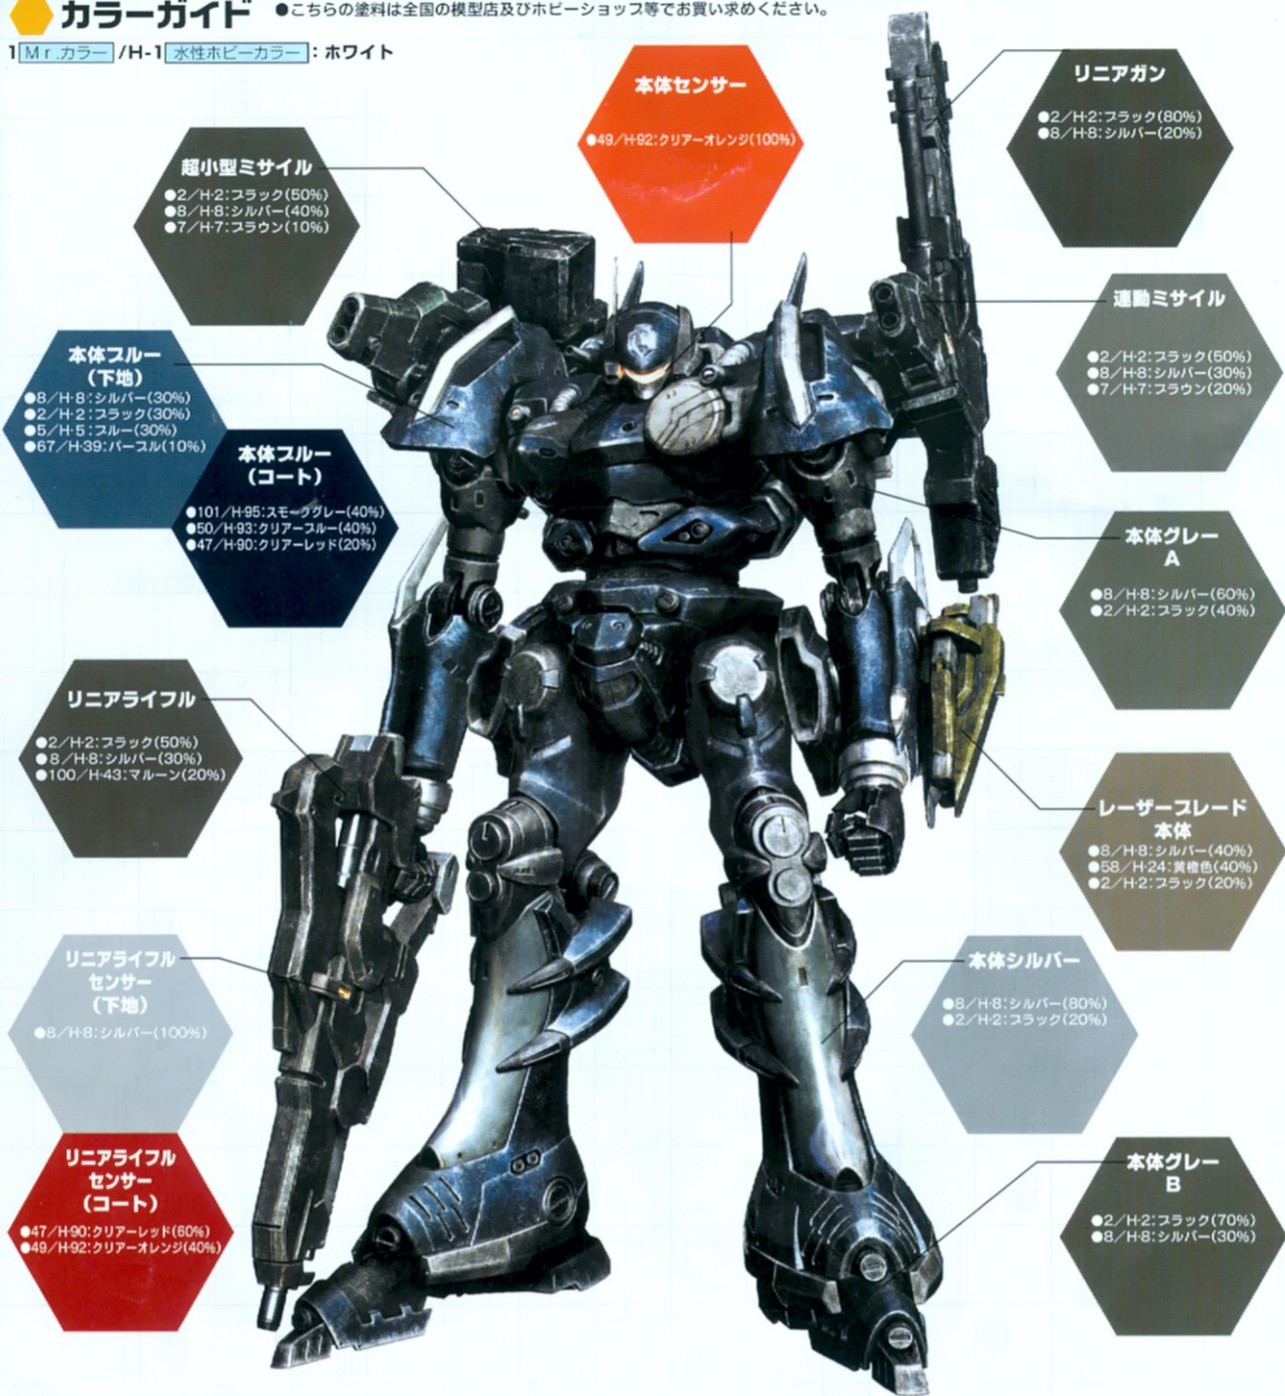 カラーガイド
●こちらの塗料は全国の模型店及びホビーショップ等でお買い求めください。
1 Mr.カラー /H-1 水性ホビーカラー : ホワイト
本体センサー
●49/H-92:クリアーオレンジ(100%)
リニアガン
●2/H-2:ブラック(80%)
●8/H-8:シルバー(20%)
超小型ミサイル
●2/H-2:ブラック(50%)
●8/H-8:シルバー(40%)
●7/H-7:ブラウン(10%)
連動ミサイル
●2/H-2:ブラック(50%)
●8/H-8:シルバー(30%)
●7/H-7:ブラウン(20%)
本体ブルー
(下地)
●8/H-8:シルバー(30%)
●2/H-2:ブラック(30%)
●5/H-5:ブルー(30%)
●67/H-39:パープル(10%)
本体ブルー
(コート)
●101/H-95:スモークグレー(40%)
●50/H-93:クリアーブルー(40%)
●47/H-90:クリアーレッド(20%)
本体グレー
A
●8/H-8:シルバー(60%)
●2/H-2:ブラック(40%)
リニアライフル
●2/H-2:ブラック(50%)
●8/H-8:シルバー(30%)
●100/H-43:マルーン(20%)
レーザーブレード
本体
●8/H-8:シルバー(40%)
●58/H-24:黄橙色(40%)
●2/H-2:ブラック(20%)
リニアライフル
センサー
(下地)
●8/H-8:シルバー(100%)
本体シルバー
●8/H-8:シルバー(80%)
●2/H-2:ブラック(20%)
リニアライフル
センサー
(コート)
●47/H-90:クリアーレッド(60%)
●49/H-92:クリアーオレンジ(40%)
本体グレー
B
●2/H-2:ブラック(70%)
●8/H-8:シルバー(30%)